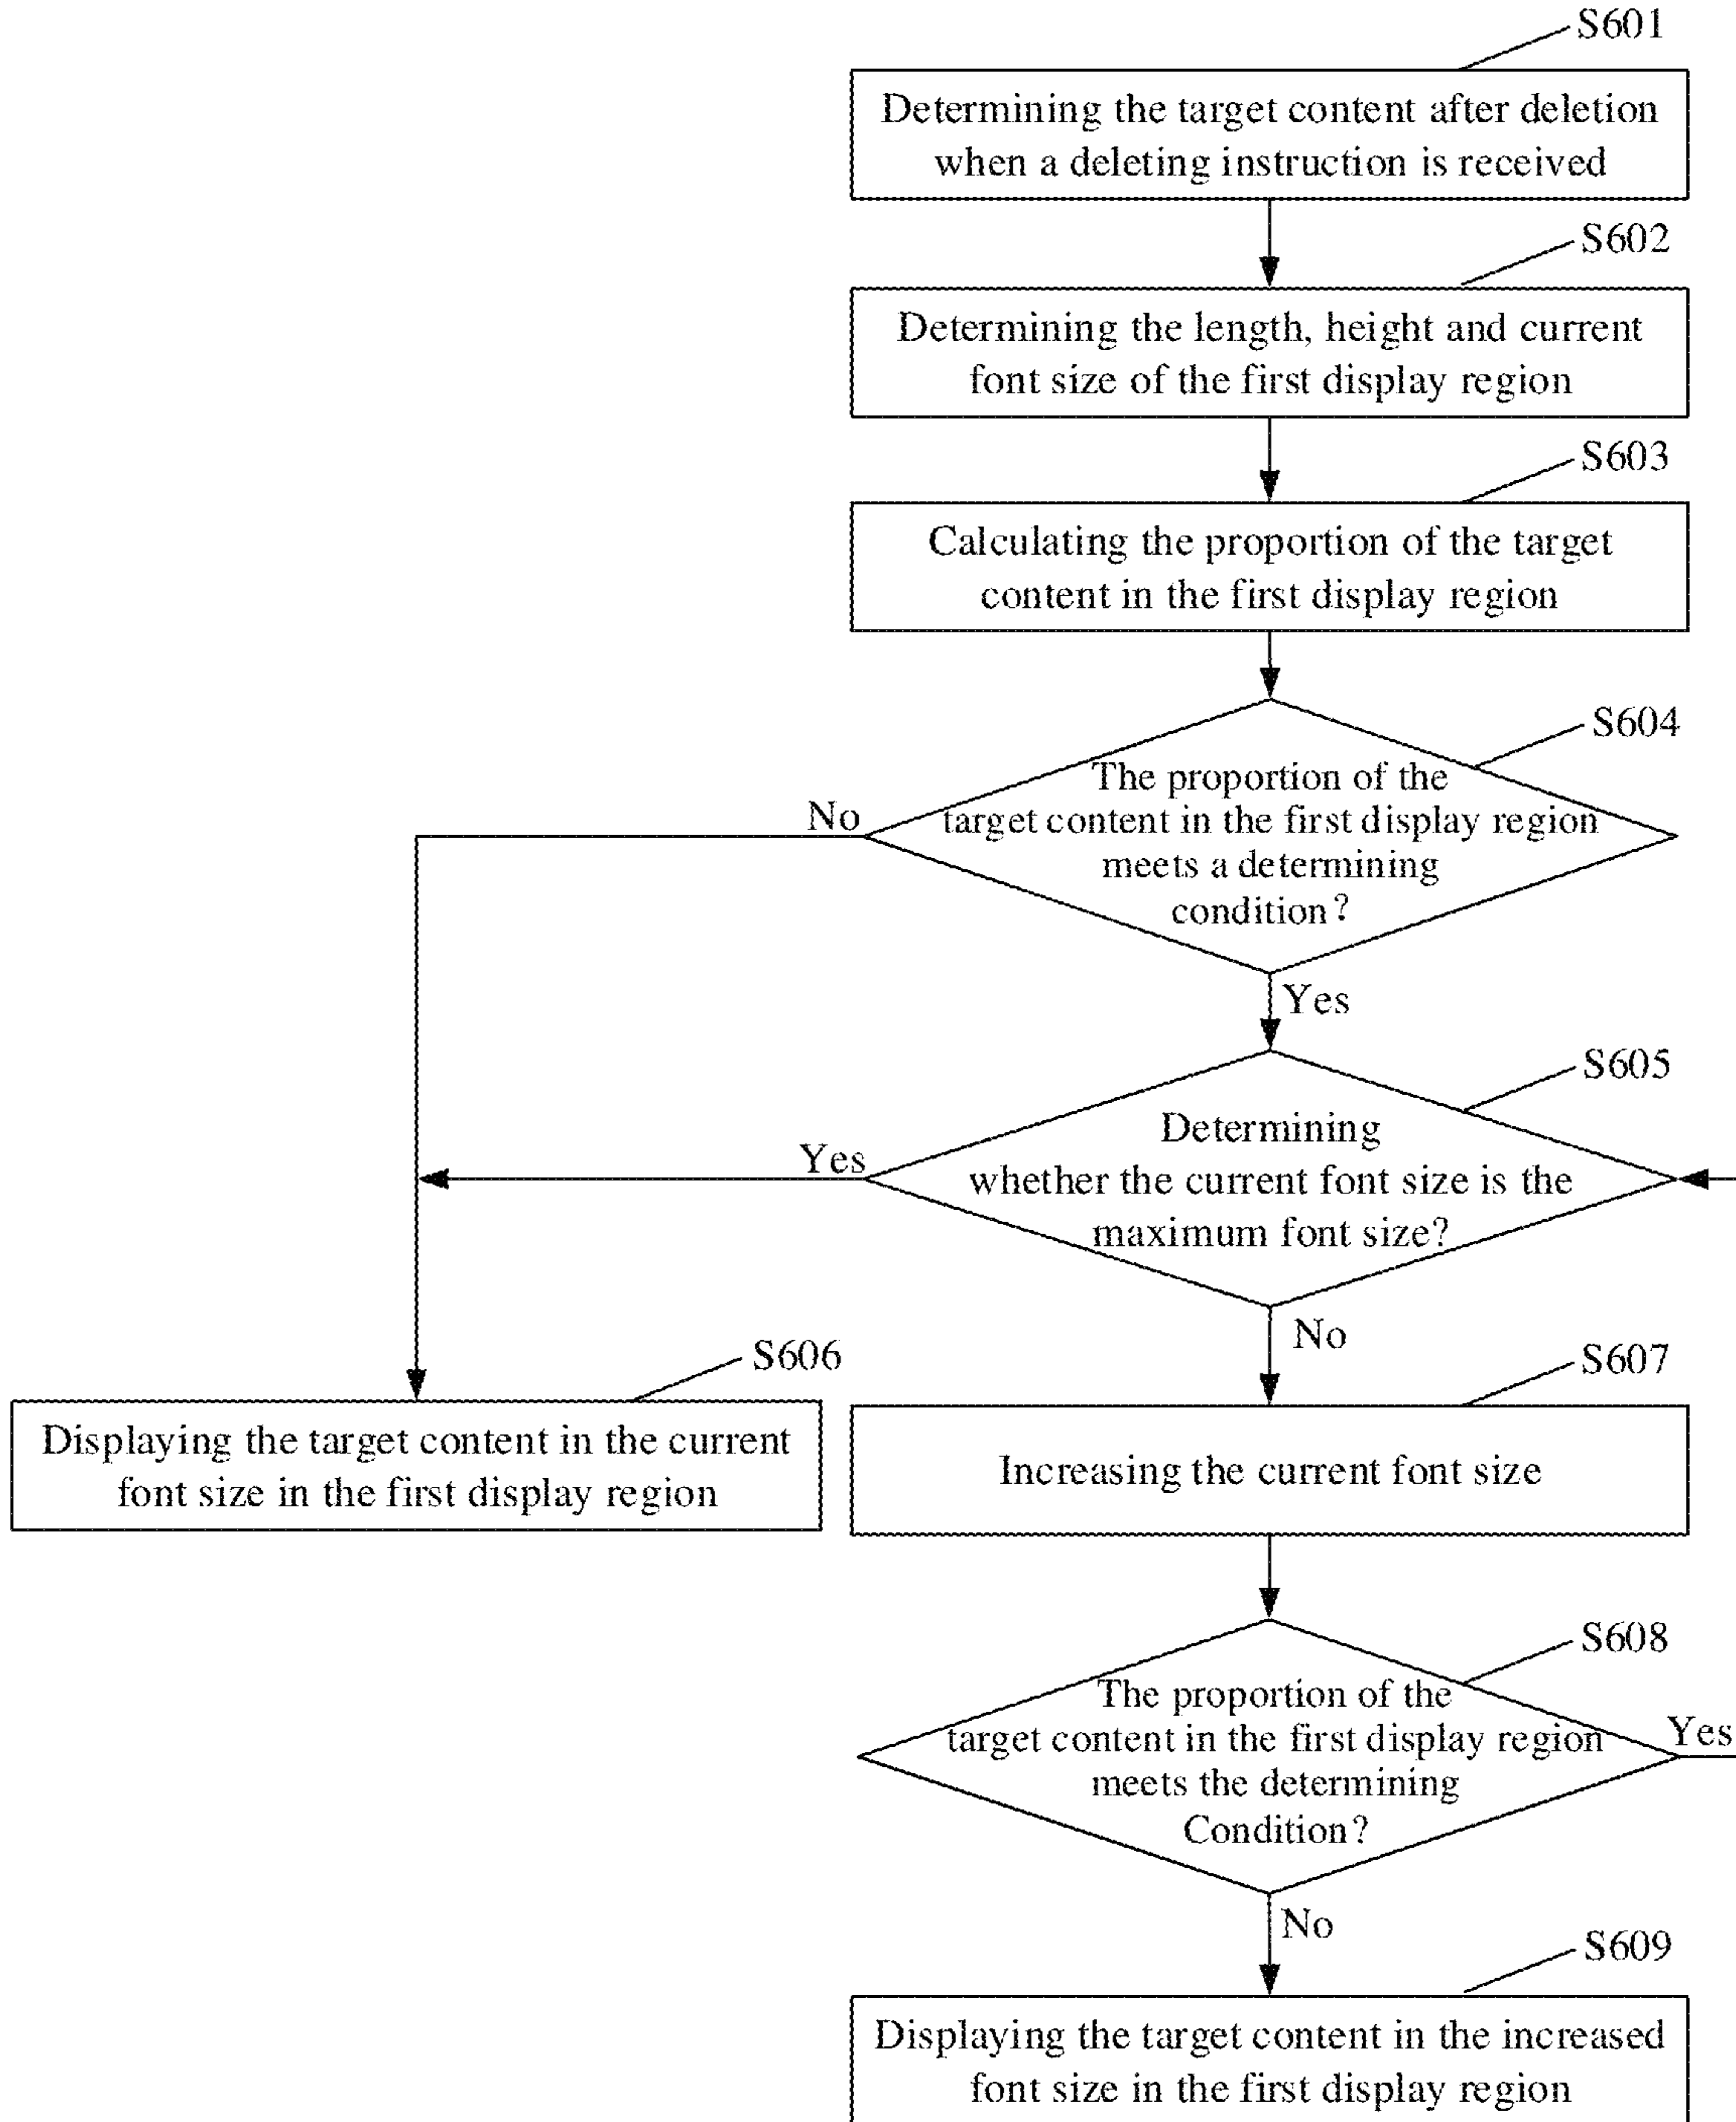 S601
Determining the target content after deletion
when a deleting instruction is received
S602
Determining the length, height and current
font size of the first display region
S603
Calculating the proportion of the target
content in the first display region
S604
The proportion of the
target content in the first display region
meets a determining
condition?
No
Yes
S605
Determining
whether the current font size is the
maximum font size?
Yes
No
S606
Displaying the target content in the current
font size in the first display region
S607
Increasing the current font size
S608
The proportion of the
target content in the first display region
meets the determining
Condition?
Yes
No
S609
Displaying the target content in the increased
font size in the first display region